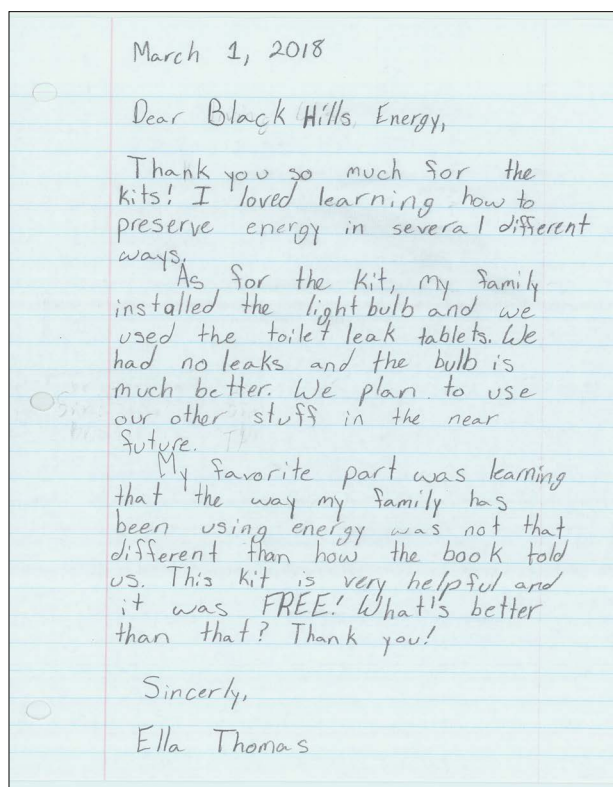 March 1, 2018
Dear Black Hills Energy,
Thank you so much for the
kits! I loved learning how to
preserve energy in several different
ways.
As for the kit, my family
installed the light bulb and we
used the toilet leak tablets. We
had no leaks and the bulb is
much better. We plan to use
our other stuff in the near
future.
My favorite part was learning
that the way my family has
been using energy was not that
different than how the book told
us. This kit is very helpful and
it was FREE! What's better
than that? Thank you!
Sincerly,
Ella Thomas